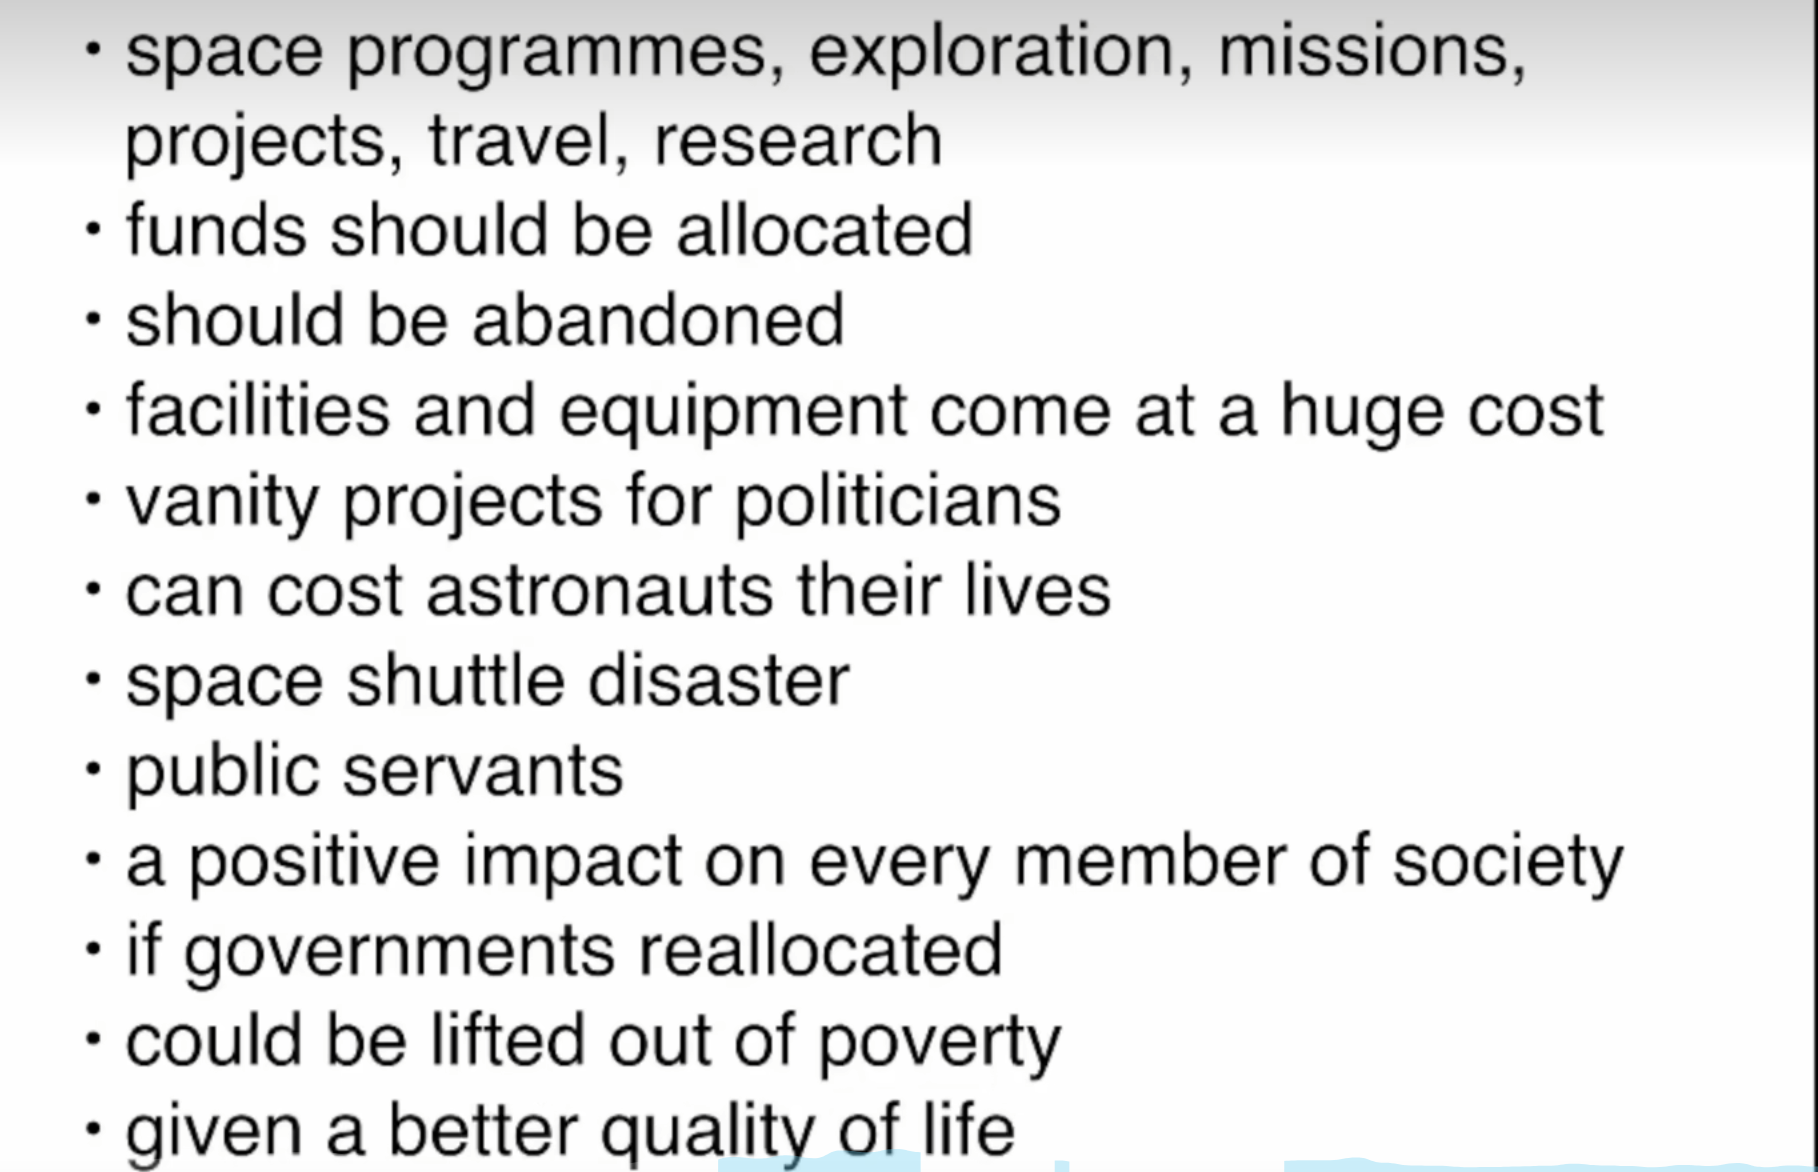 • space programmes, exploration, missions,
projects, travel, research
• funds should be allocated
• should be abandoned
• facilities and equipment come at a huge cost
• vanity projects for politicians
• can cost astronauts their lives
• space shuttle disaster
• public servants
• a positive impact on every member of society
• if governments reallocated
• could be lifted out of poverty
• given a better quality of life